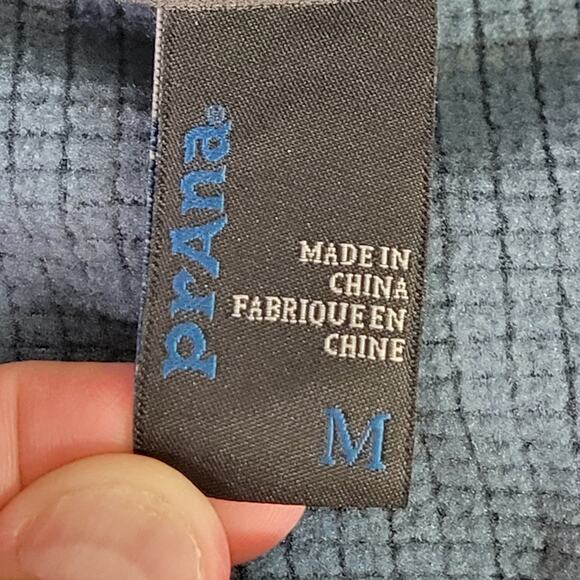 prAna®
MADE IN
CHINA
FABRIQUE EN
CHINE
M